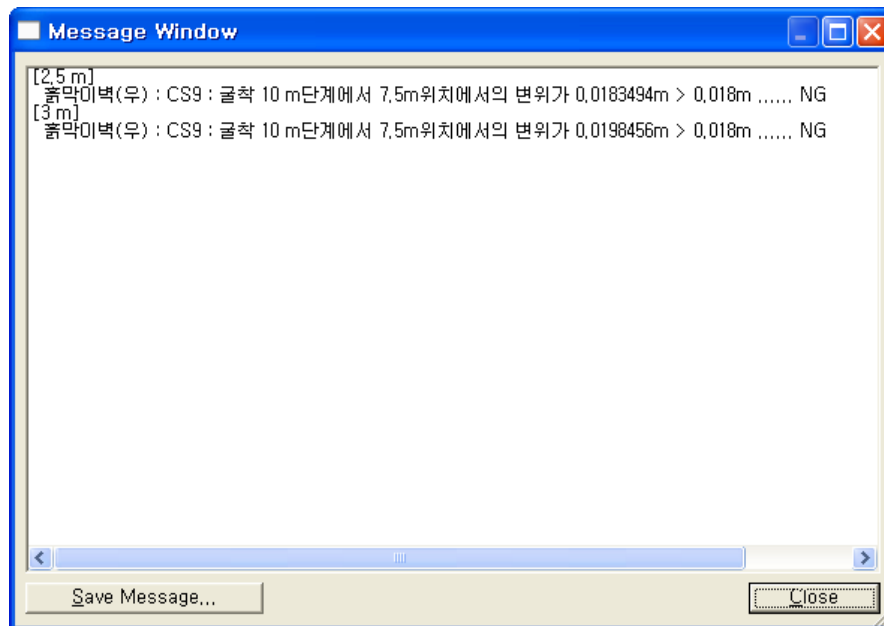 Message Window
[2,5 m]
흙막이벽(우) : CS9 : 굴착 10 m단계에서 7,5m위치에서의 변위가 0,0183494m > 0,018m ,,,,,, NG
[3 m]
흙막이벽(우) : CS9 : 굴착 10 m단계에서 7,5m위치에서의 변위가 0,0198456m > 0,018m ,,,,,, NG
Save Message,,,
Close